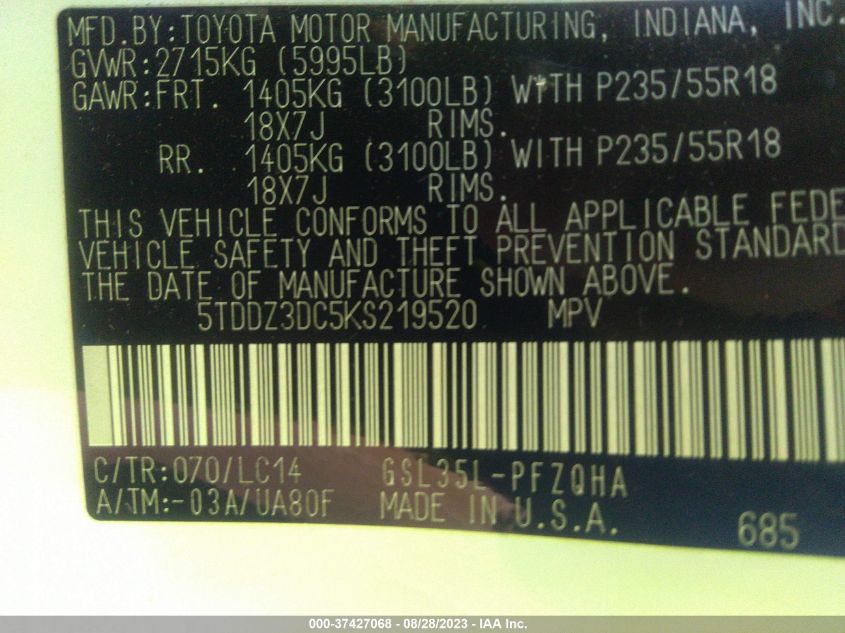 MFD.BY:TOYOTA MOTOR MANUFACTURING, INDIANA, INC.
GVWR:2715KG (5995LB)
GAWR:FRT. 1405KG (3100LB) WITH P235/55R18
18X7J RIMS.
RR. 1405KG (3100LB) WITH P235/55R18
18X7J RIMS.
THIS VEHICLE CONFORMS TO ALL APPLICABLE FEDE
VEHICLE SAFETY AND THEFT PREVENTION STANDARD
THE DATE OF MANUFACTURE SHOWN ABOVE.
5TDDZ3DC5KS219520 MPV
C/TR:070/LC14 GSL35L-PFZQHA
A/TM:-03A/UA80F MADE IN U.S.A. 685
000-37427068 - 08/28/2023 - IAA Inc.